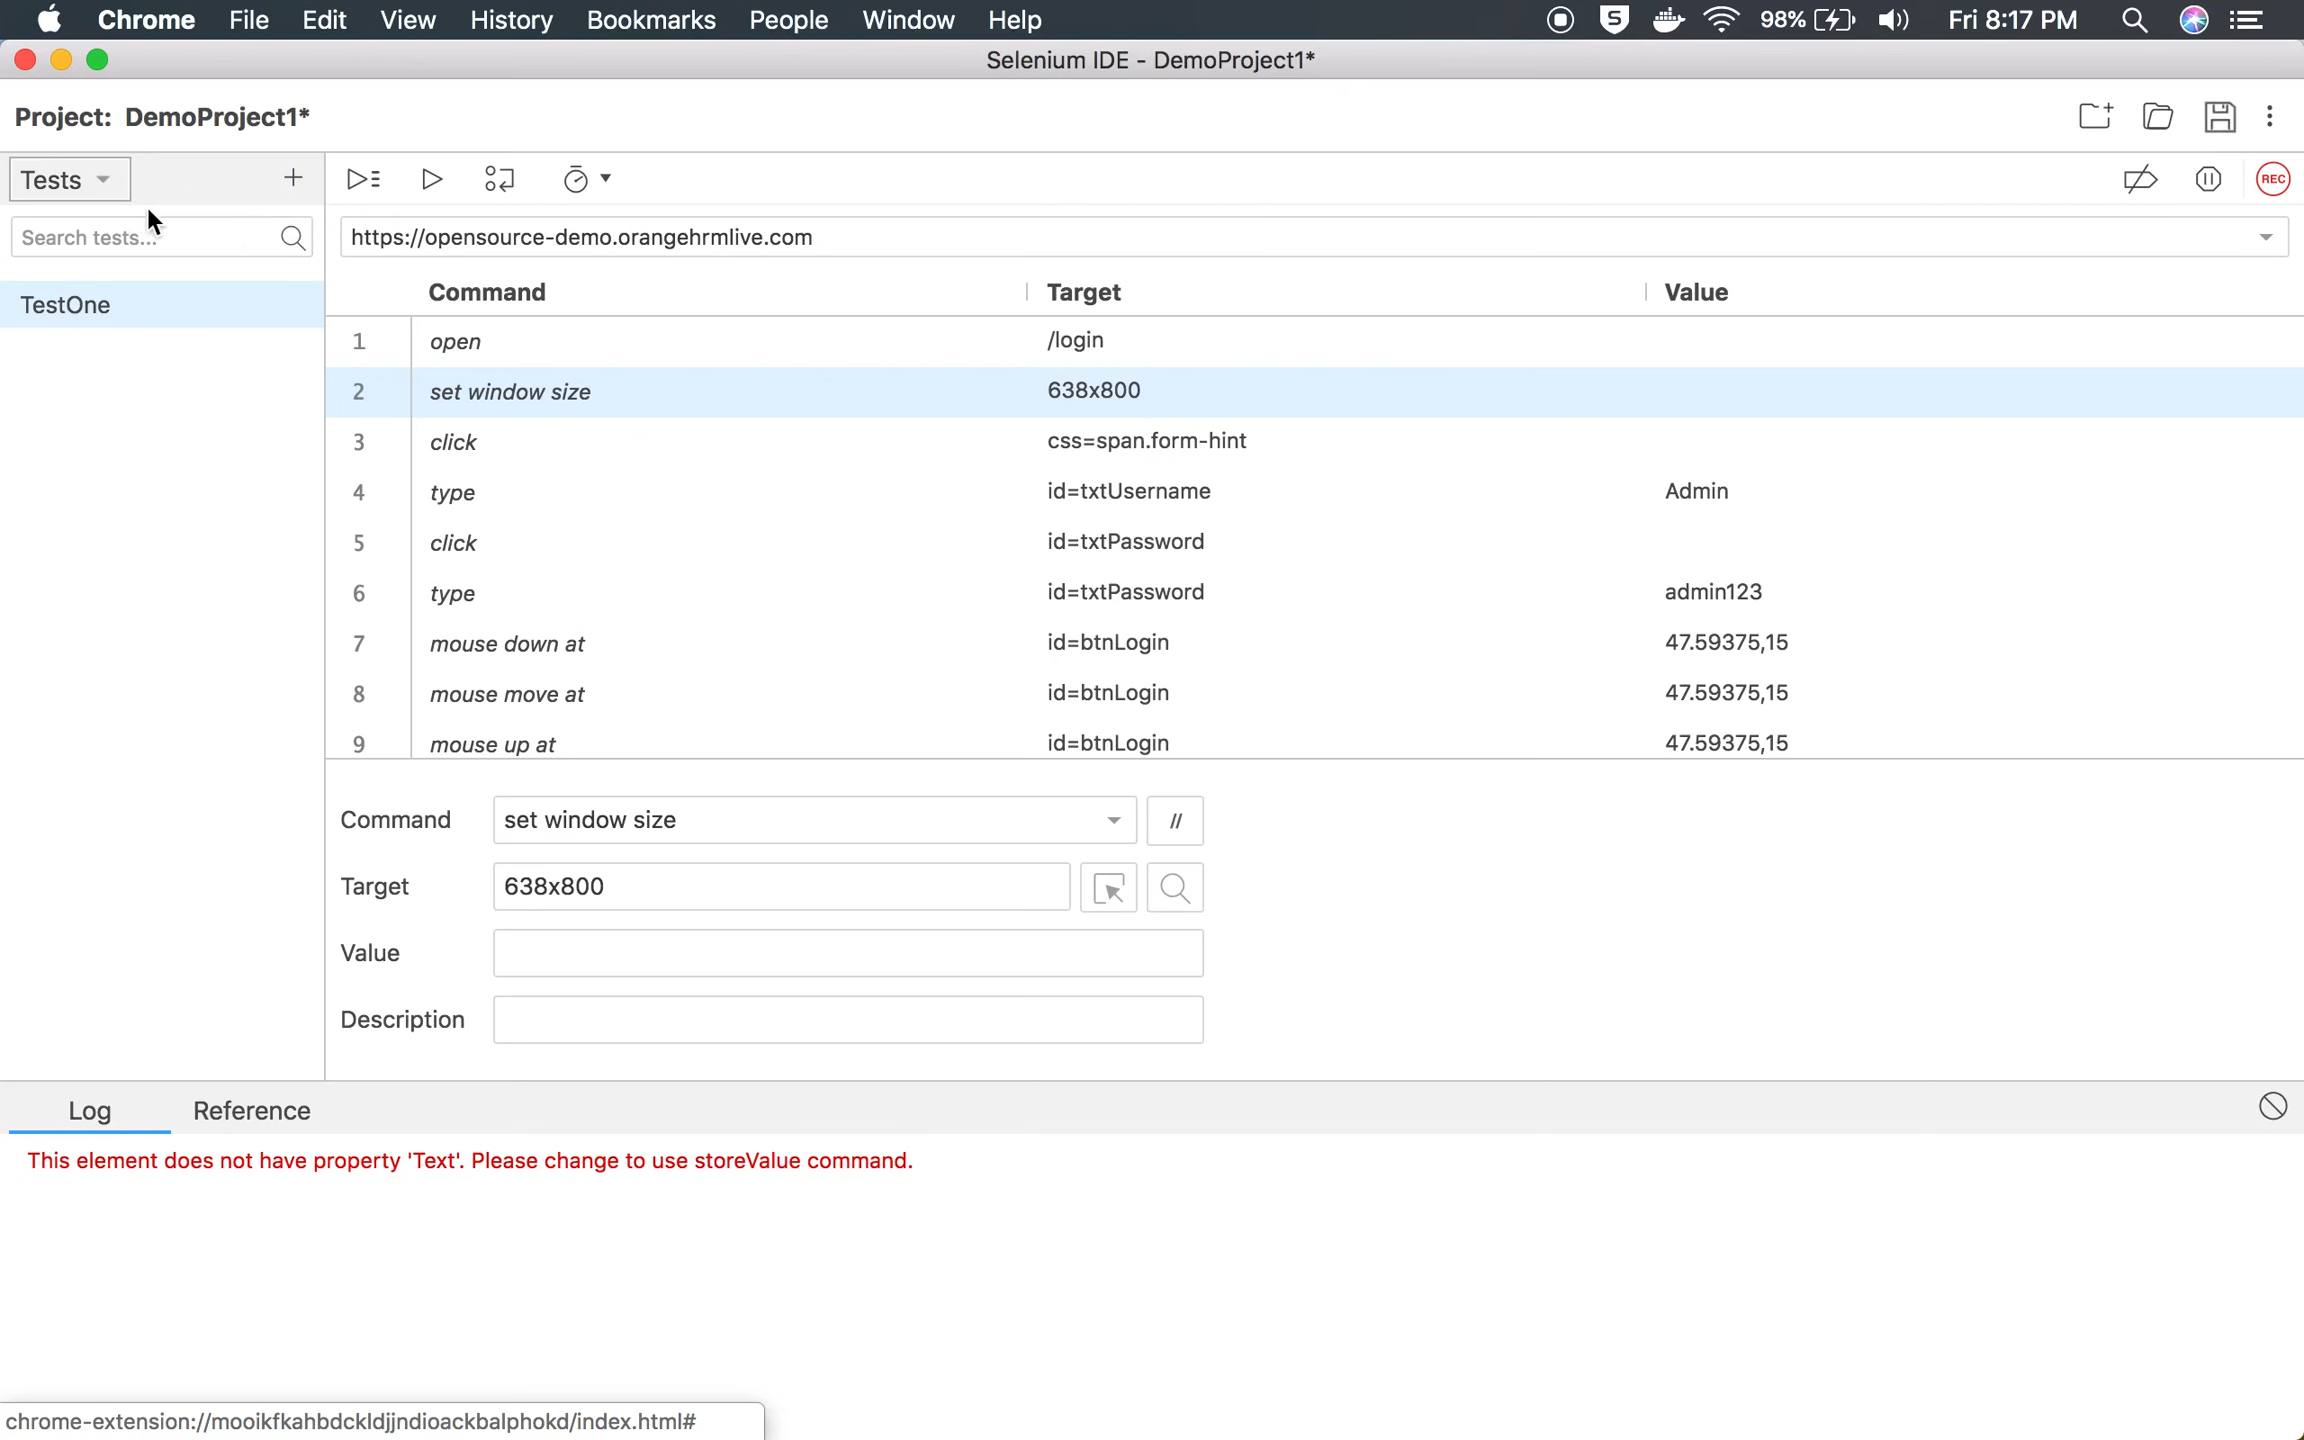 Chrome File Edit View History Bookmarks People Window Help 98% Fri 8:17 PM
Selenium IDE - DemoProject1*
Project: DemoProject1*
Tests
REC
Search tests...
https://opensource-demo.orangehrmlive.com
Command Target Value
TestOne
1 open /login
2 set window size 638x800
3 click css=span.form-hint
4 type id=txtUsername Admin
5 click id=txtPassword
6 type id=txtPassword admin123
7 mouse down at id=btnLogin 47.59375,15
8 mouse move at id=btnLogin 47.59375,15
9 mouse up at id=btnLogin 47.59375,15
Command set window size //
Target 638x800
Value
Description
Log Reference
This element does not have property 'Text'. Please change to use storeValue command.
chrome-extension://mooikfkahbdckldjjndioackbalphokd/index.html#